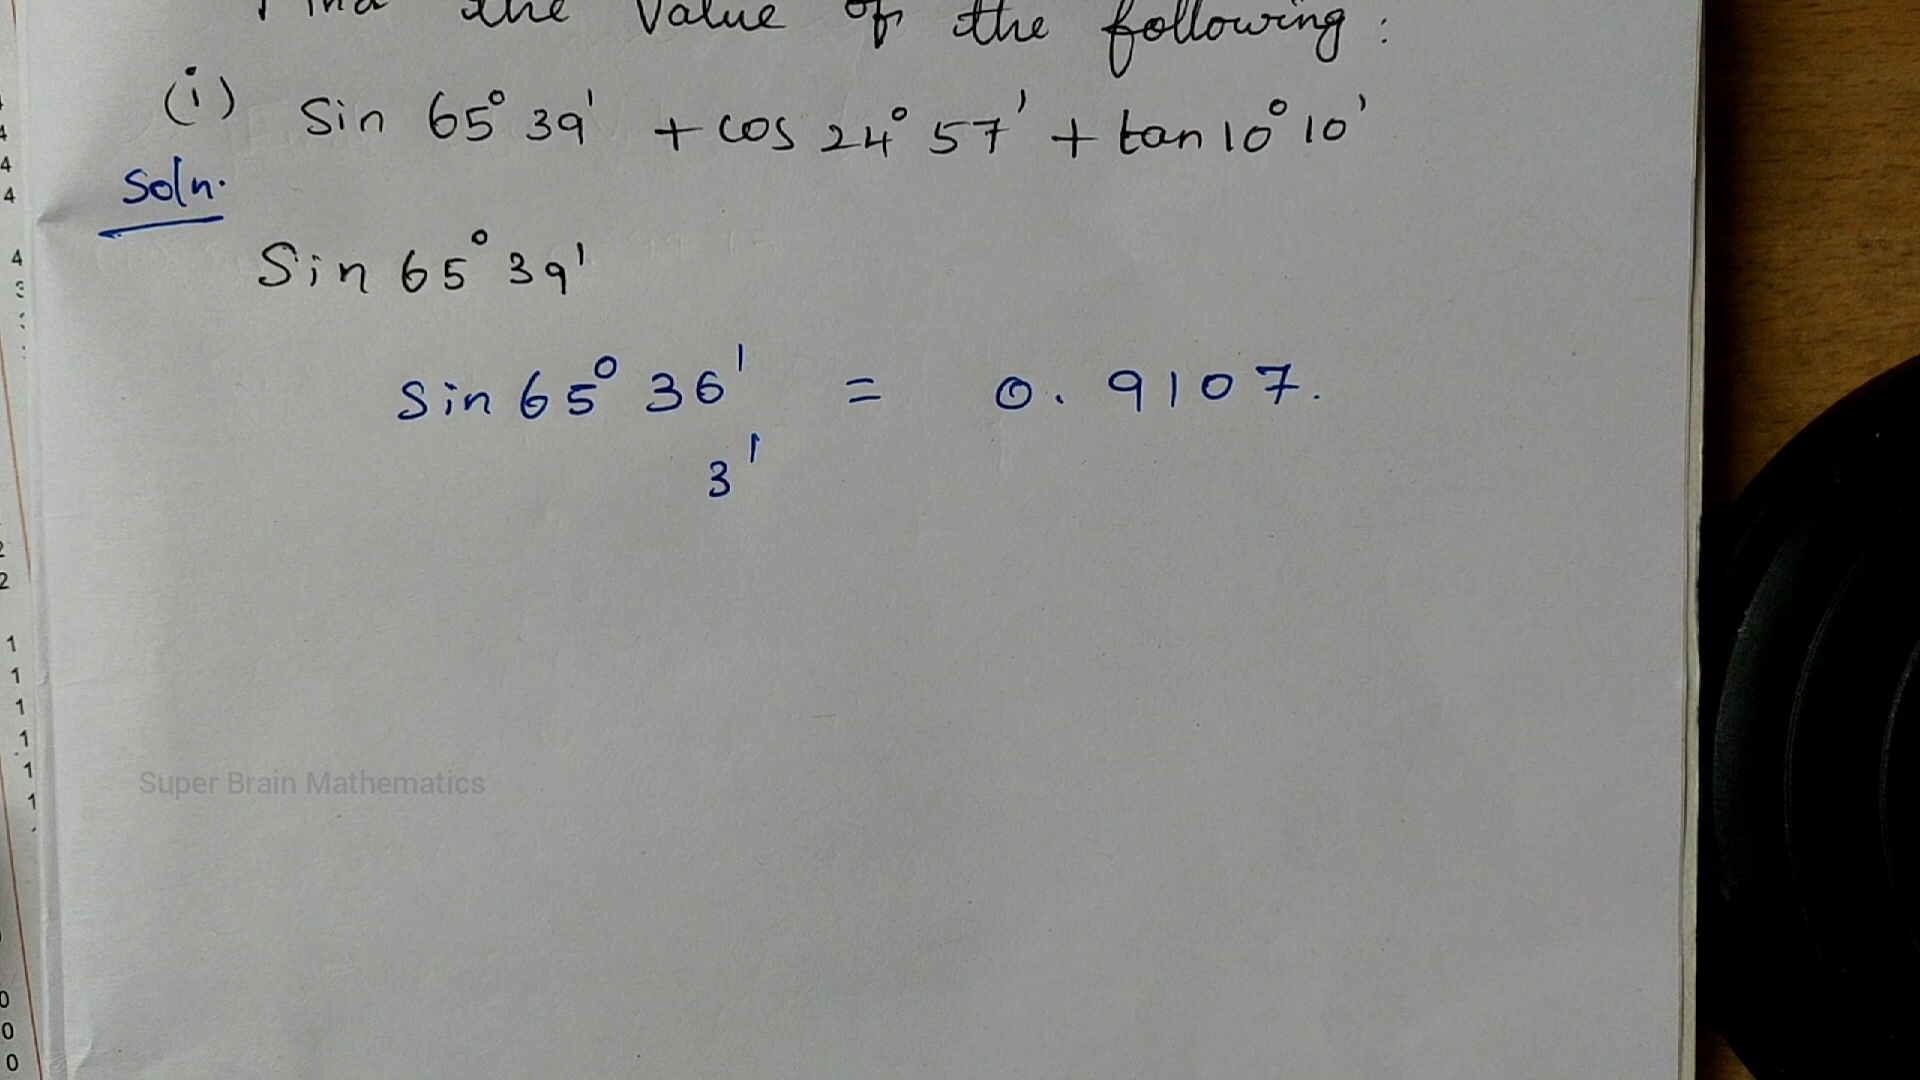 the Value of the following :
(i) Sin 65° 39' + cos 24° 57' + tan 10° 10'
Soln.
Sin 65° 39'
Sin 65° 36' = 0. 9107.
3'
Super Brain Mathematics